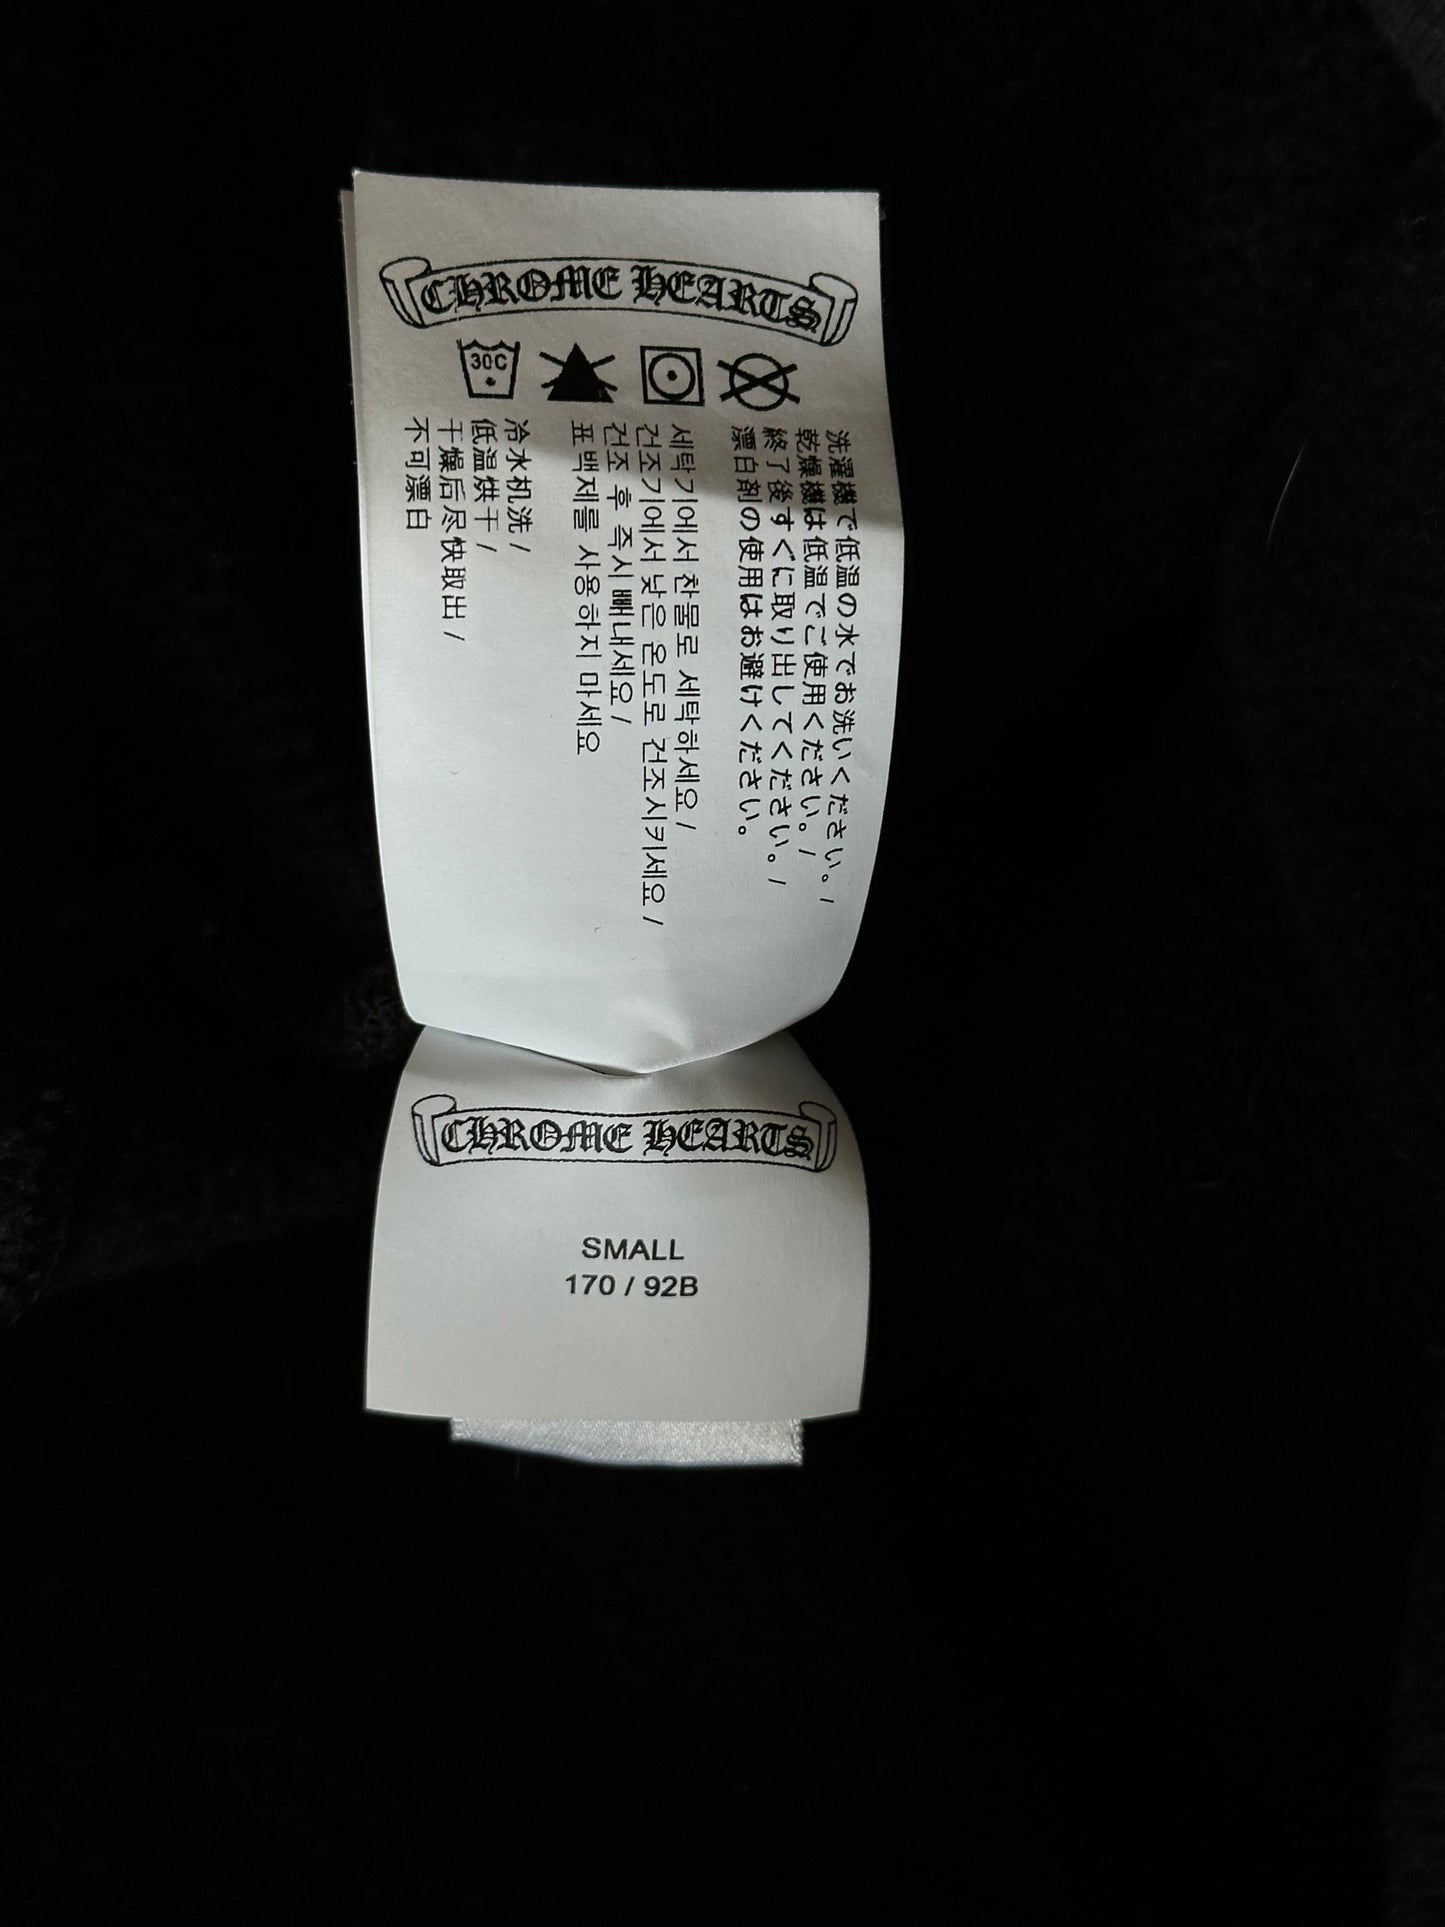 CHROME HEARTS
30C
洗濯機で低温の水でお洗いください。/
乾燥機は低温でご使用ください。/
終了後すぐに取り出してください。/
漂白剤の使用はお避けください。
세탁기에서 찬물로 세탁하세요 /
건조기에서 낮은 온도로 건조시키세요 /
건조 후 즉시 빼내세요 /
표백제를 사용하지 마세요
冷水机洗 /
低温烘干 /
干燥后尽快取出 /
不可漂白
CHROME HEARTS
SMALL
170 / 92B